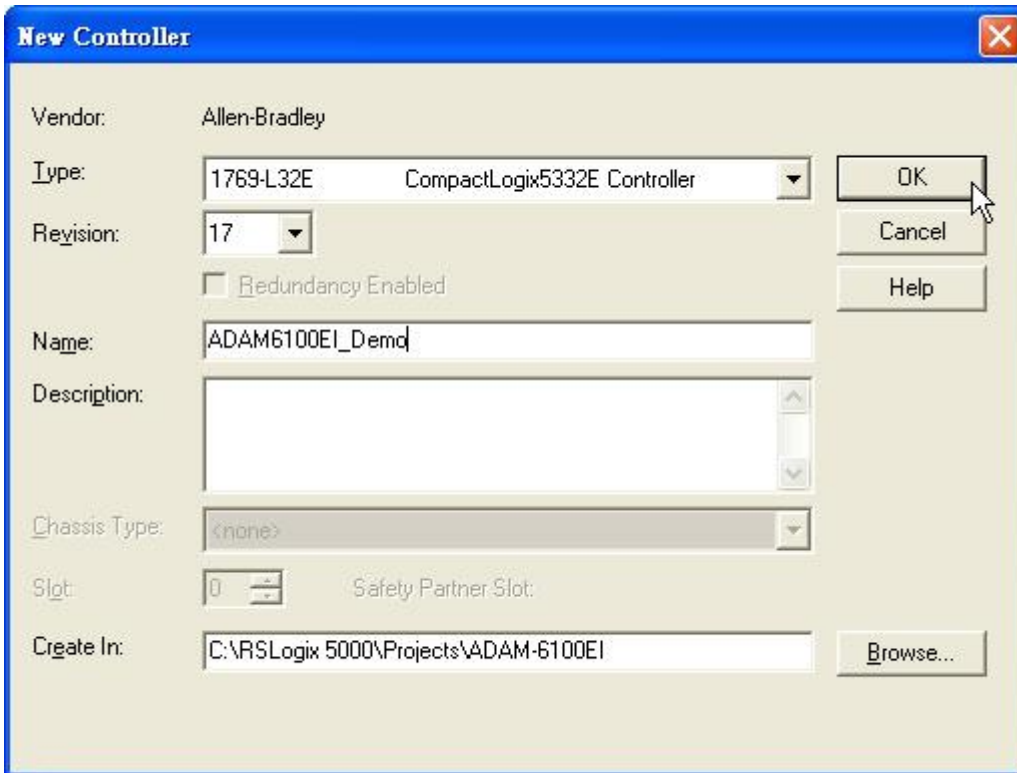 New Controller
Vendor: Allen-Bradley
Type: 1769-L32E CompactLogix5332E Controller OK
Revision: 17 Cancel
Redundancy Enabled Help
Name: ADAM6100EI_Demo
Description:
Chassis Type: <none>
Slot: 0 Safety Partner Slot:
Create In: C:\RSLogix 5000\Projects\ADAM-6100EI Browse...